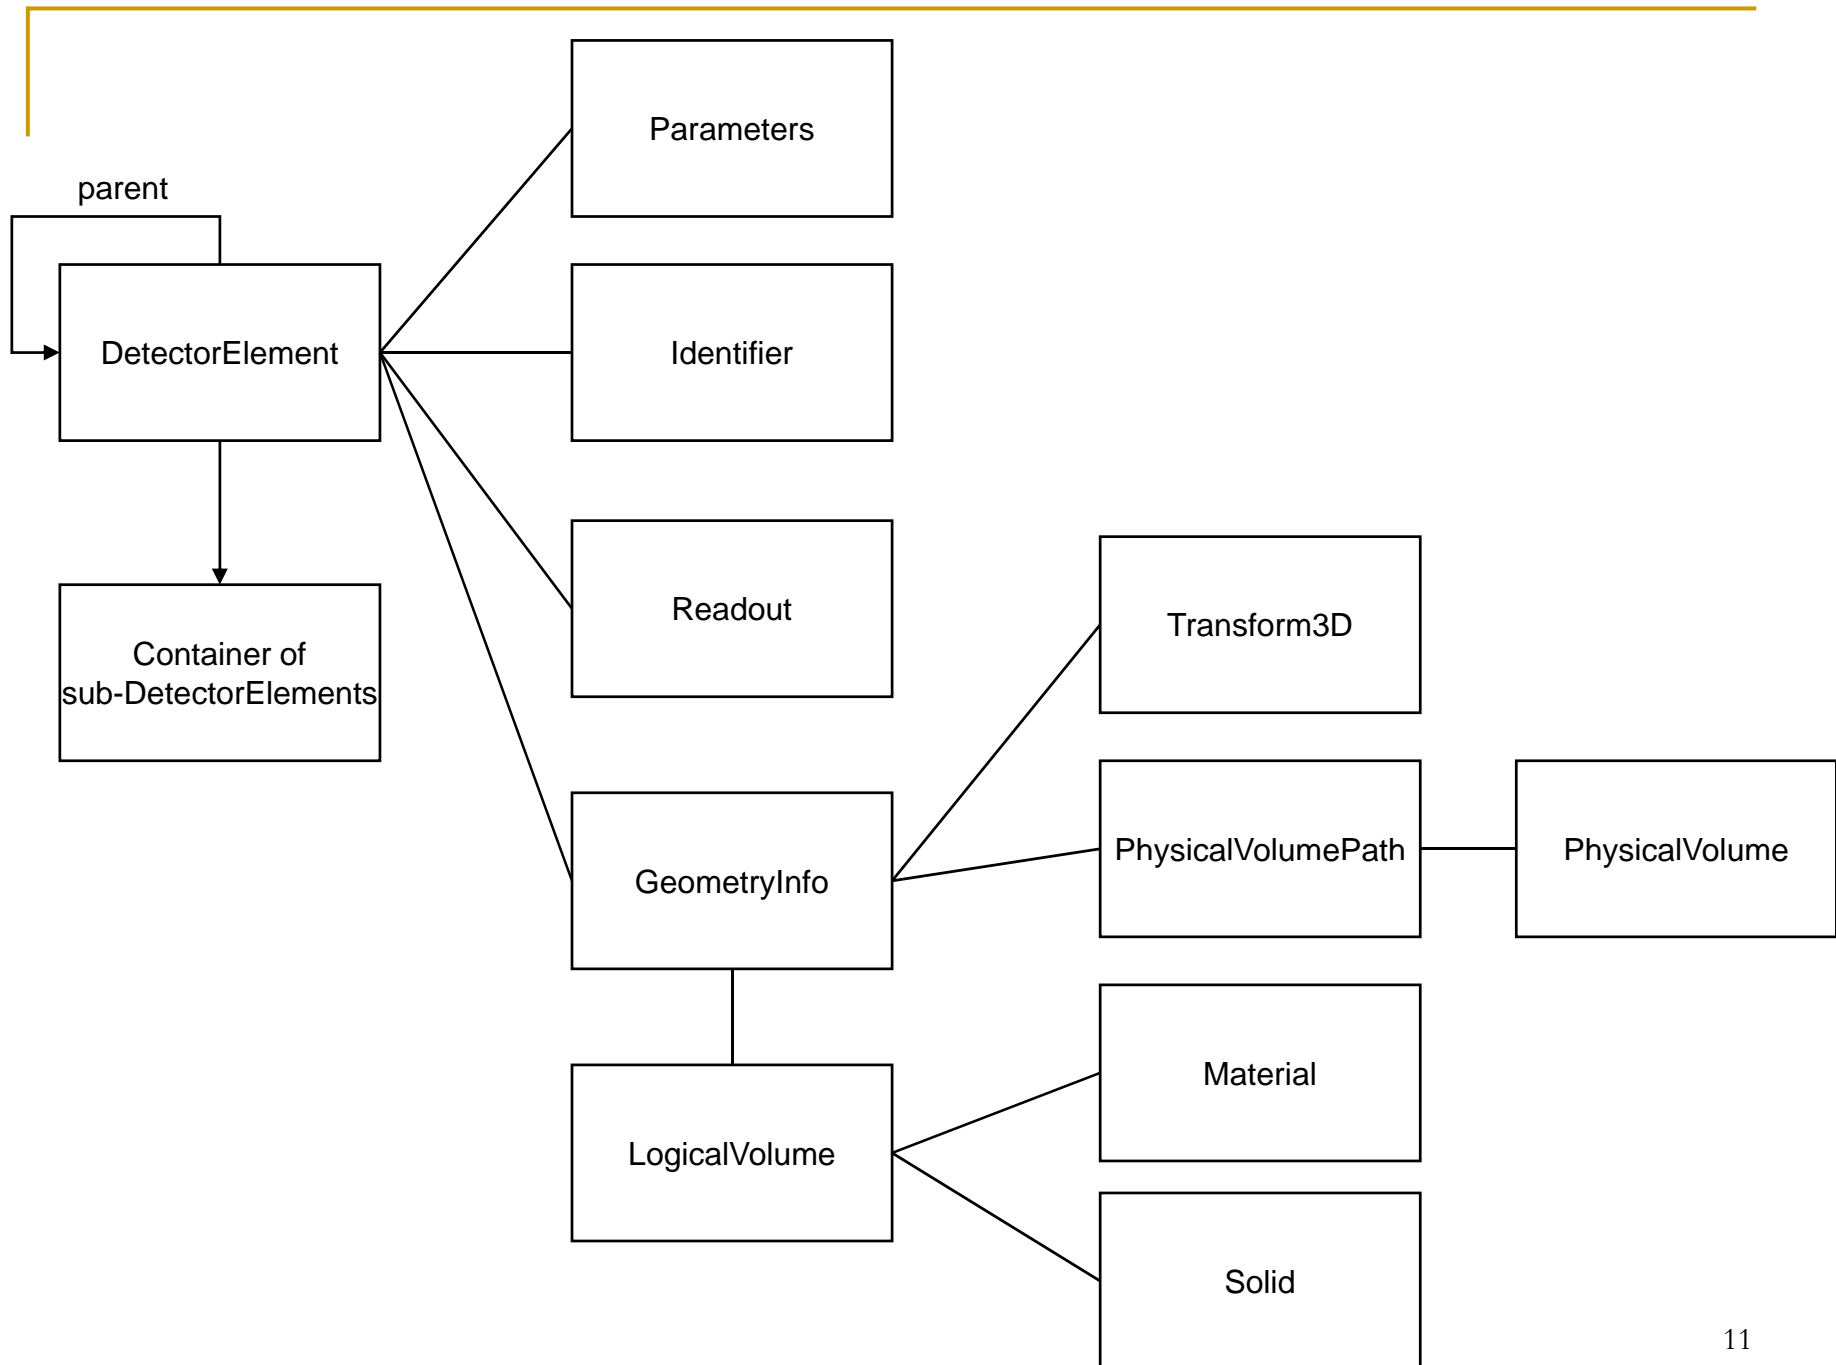 Parameters
parent
DetectorElement
Identifier
Container of
sub-DetectorElements
Readout
Transform3D
GeometryInfo
PhysicalVolumePath
PhysicalVolume
LogicalVolume
Material
Solid
11